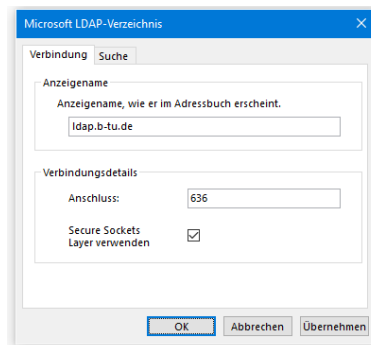 Microsoft LDAP-Verzeichnis
Verbindung Suche
Anzeigename
Anzeigename, wie er im Adressbuch erscheint.
ldap.b-tu.de
Verbindungsdetails
Anschluss: 636
Secure Sockets
Layer verwenden
OK Abbrechen Übernehmen